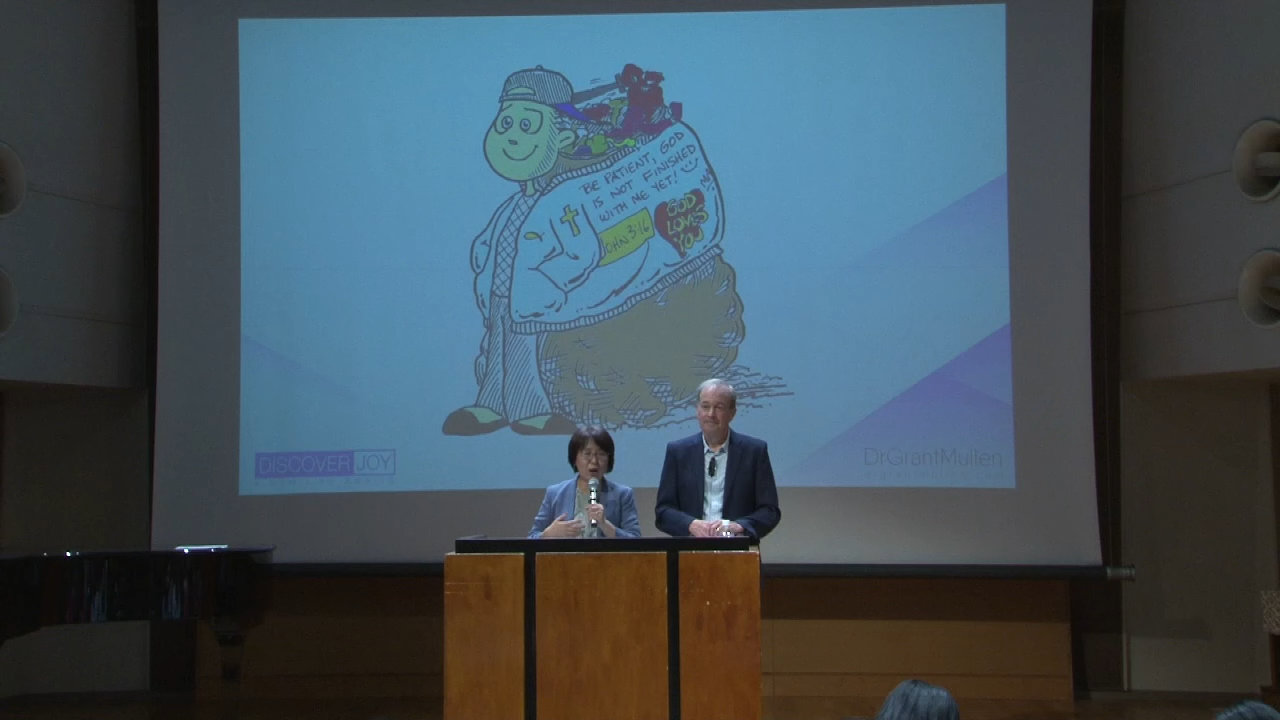 BE PATIENT, GOD
IS NOT FINISHED
WITH ME YET!
JOHN 3:16
GOD
LOVES
YOU
DISCOVER JOY
DrGrantMullen